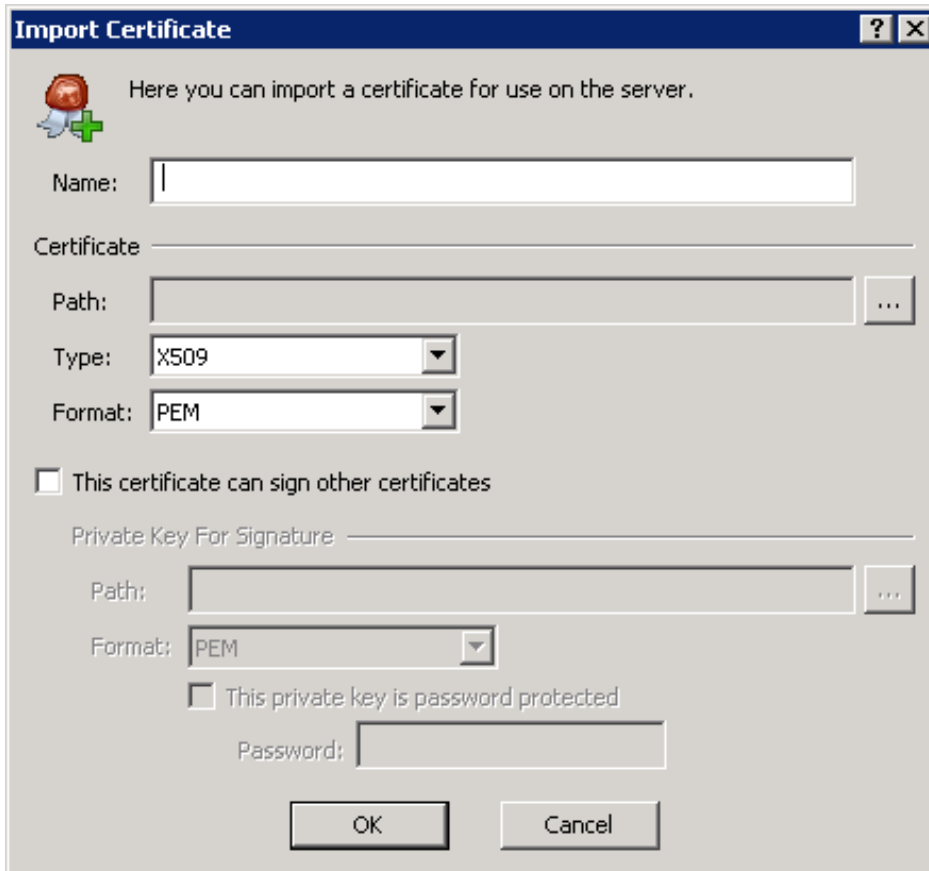 Import Certificate ? X
Here you can import a certificate for use on the server.
Name:
Certificate
Path: ...
Type: X509
Format: PEM
This certificate can sign other certificates
Private Key For Signature
Path: ...
Format: PEM
This private key is password protected
Password:
OK Cancel